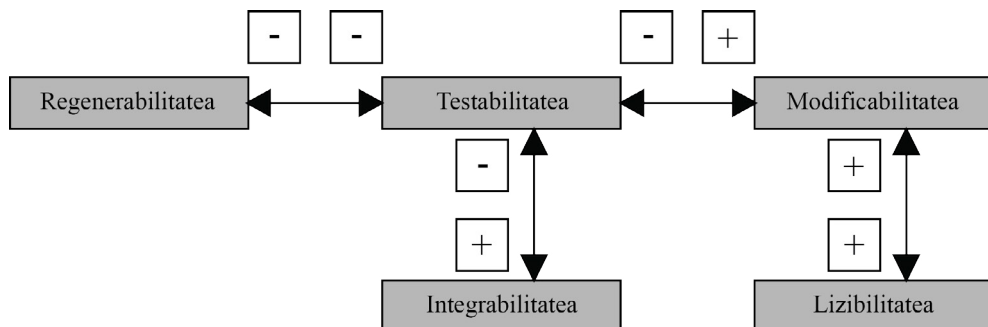 - - - +
Regenerabilitatea Testabilitatea Modificabilitatea
- +
+ +
Integrabilitatea Lizibilitatea